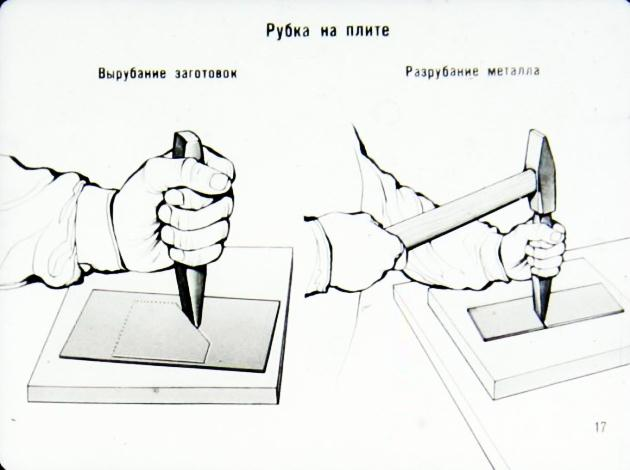 Рубка на плите
Вырубание заготовок
Разрубание металла
17